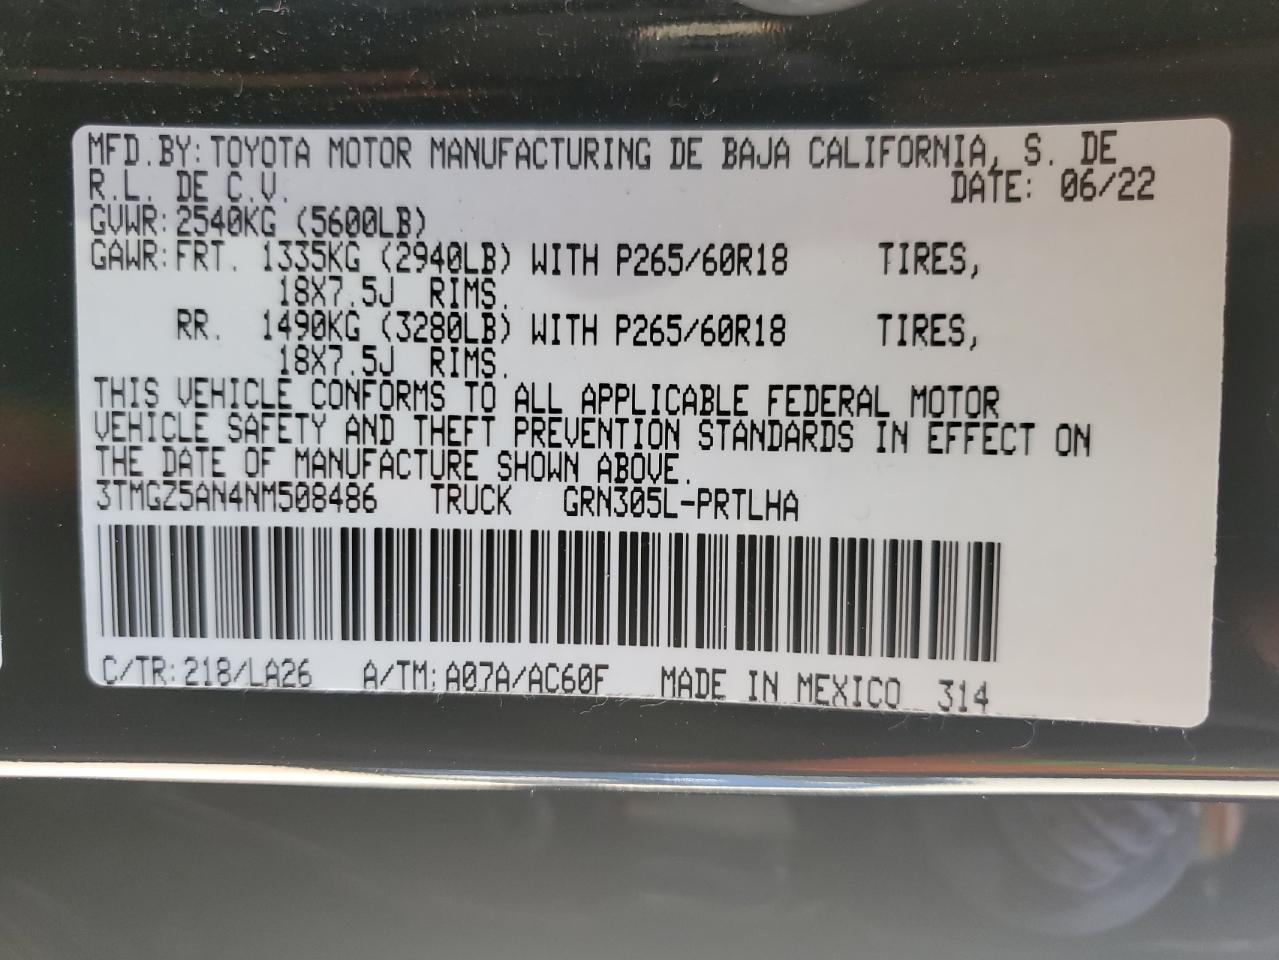 MFD.BY:TOYOTA MOTOR MANUFACTURING DE BAJA CALIFORNIA, S. DE
R.L. DE C.V. DATE: 06/22
GVWR:2540KG (5600LB)
GAWR:FRT. 1335KG (2940LB) WITH P265/60R18 TIRES,
18X7.5J RIMS.
RR. 1490KG (3280LB) WITH P265/60R18 TIRES,
18X7.5J RIMS.
THIS VEHICLE CONFORMS TO ALL APPLICABLE FEDERAL MOTOR
VEHICLE SAFETY AND THEFT PREVENTION STANDARDS IN EFFECT ON
THE DATE OF MANUFACTURE SHOWN ABOVE.
3TMGZ5AN4NM508486 TRUCK GRN305L-PRTLHA
C/TR:218/LA26 A/TM:A07A/AC60F MADE IN MEXICO 314